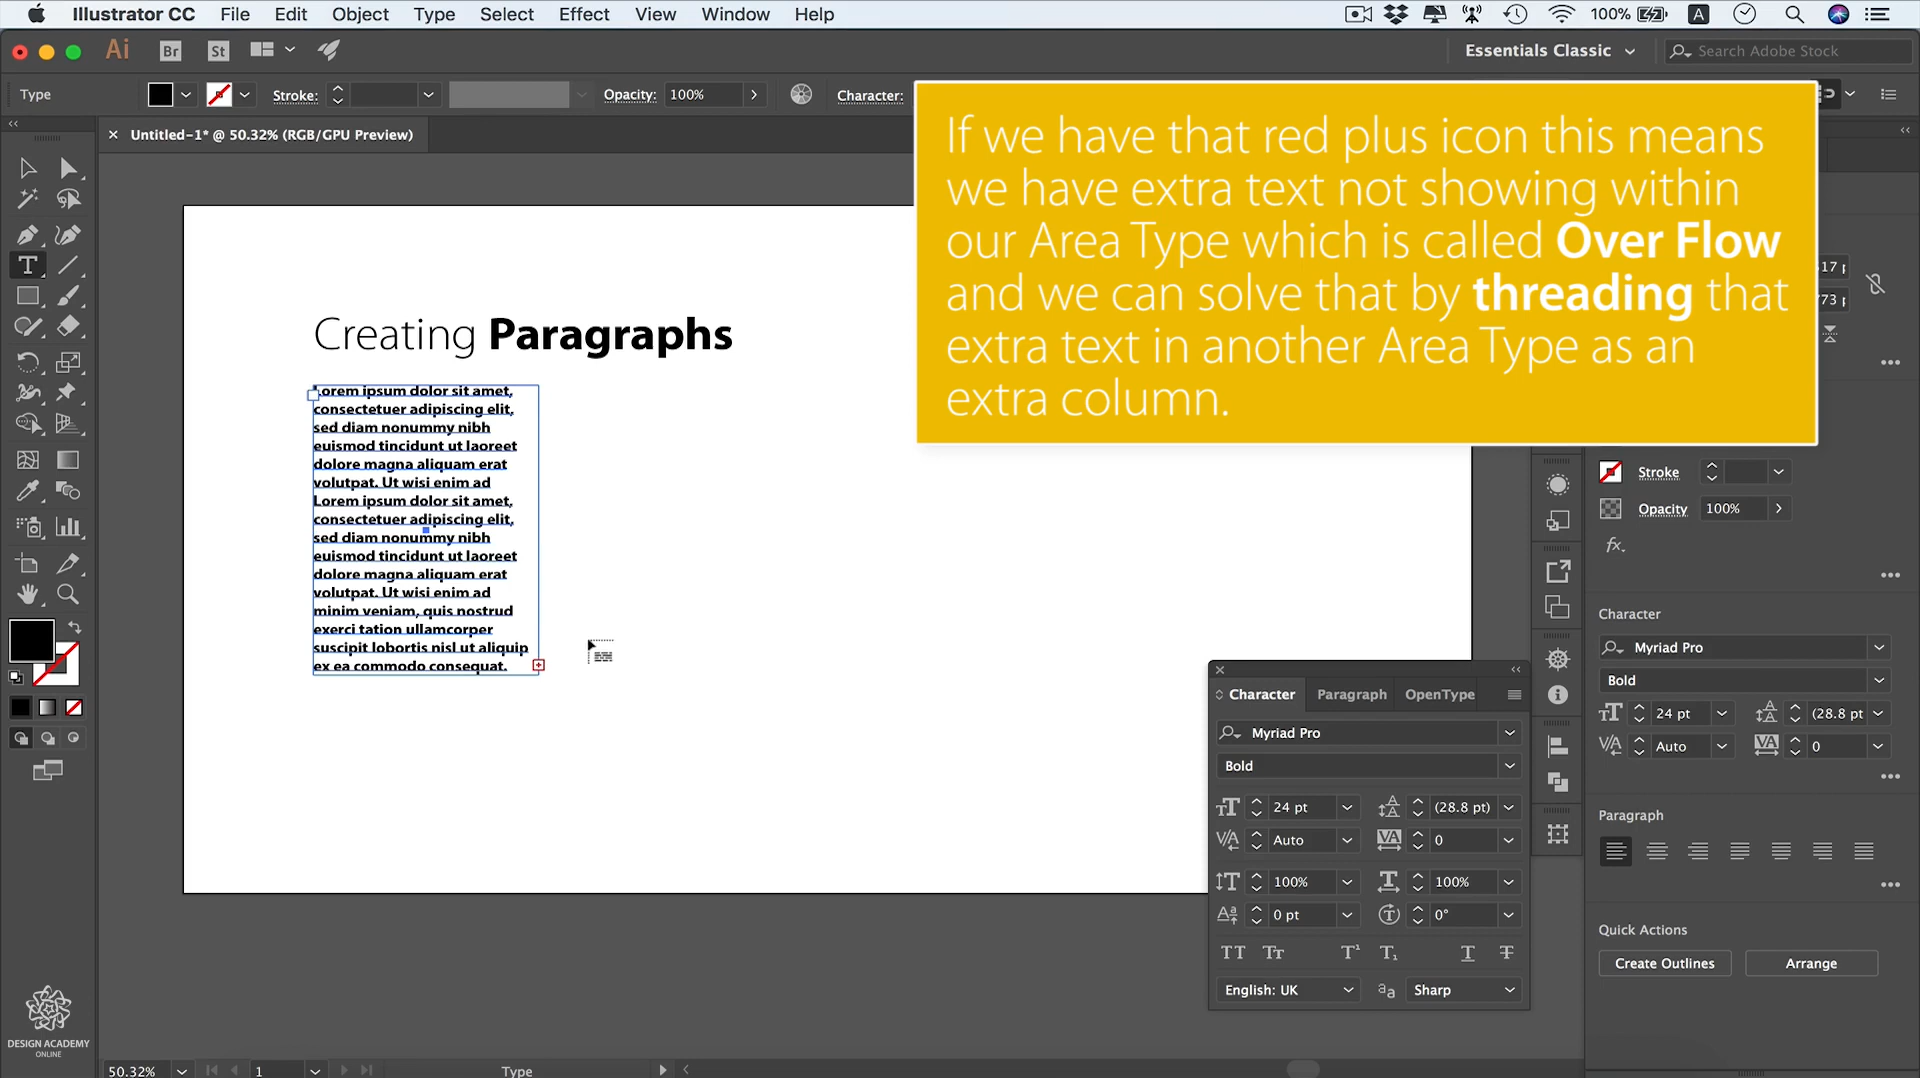 Illustrator CC File Edit Object Type Select Effect View Window Help 100% A
Ai Br St Essentials Classic Search Adobe Stock
Type Stroke: Opacity: 100% Character:
× Untitled-1* @ 50.32% (RGB/GPU Preview)
If we have that red plus icon this means
we have extra text not showing within
our Area Type which is called Over Flow
and we can solve that by threading that
extra text in another Area Type as an
extra column.
Creating Paragraphs
Lorem ipsum dolor sit amet,
consectetuer adipiscing elit,
sed diam nonummy nibh
euismod tincidunt ut laoreet
dolore magna aliquam erat
volutpat. Ut wisi enim ad
Lorem ipsum dolor sit amet,
consectetuer adipiscing elit,
sed diam nonummy nibh
euismod tincidunt ut laoreet
dolore magna aliquam erat
volutpat. Ut wisi enim ad
minim veniam, quis nostrud
exerci tation ullamcorper
suscipit lobortis nisl ut aliquip
ex ea commodo consequat.
Stroke
Opacity 100%
fx.
Character
Myriad Pro
Bold
24 pt (28.8 pt
Auto 0
Paragraph
Quick Actions
Create Outlines Arrange
Character Paragraph OpenType
Myriad Pro
Bold
24 pt (28.8 pt)
Auto 0
100% 100%
0 pt 0°
TT Tt T¹ T₁ T T
English: UK aa Sharp
DESIGN ACADEMY
ONLINE
50.32% 1 Type